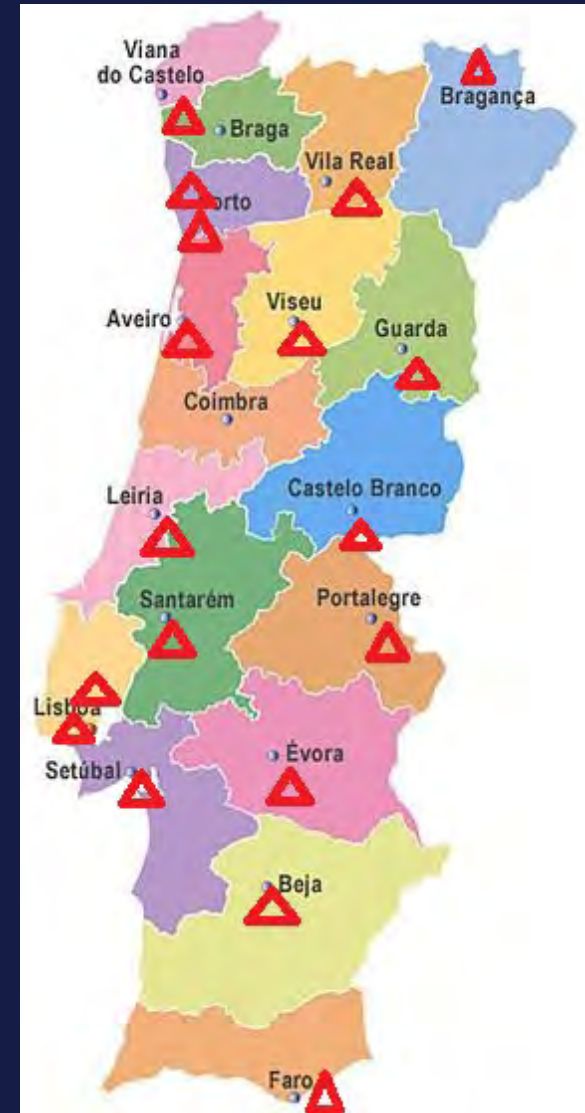 Viana
do Castelo
Bragança
Braga
Vila Real
orto
Aveiro
Viseu
Guarda
Coimbra
Leiria
Castelo Branco
Santarém
Portalegre
Lisboa
Setúbal
Évora
Beja
Faro